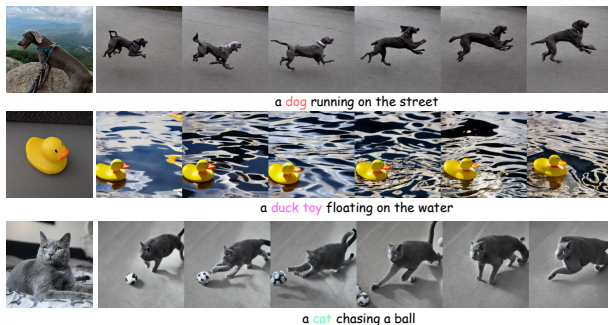 a dog running on the street
a duck toy floating on the water
a cat chasing a ball